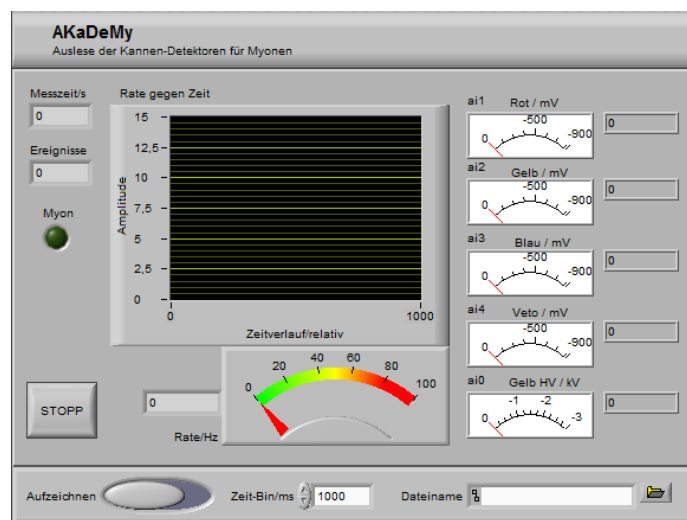 AKaDeMy
Auslese der Kannen-Detektoren für Myonen
Messzeit/s
0
Ereignisse
0
Myon
Rate gegen Zeit
Amplitude
15
12,5
10
7,5
5
2,5
0
0
1000
Zeitverlauf/relativ
ai1 Rot / mV
0 -500 -900
0
ai2 Gelb / mV
0 -500 -900
0
ai3 Blau / mV
0 -500 -900
0
ai4 Veto / mV
0 -500 -900
0
ai0 Gelb HV / kV
0 -1 -2 -3
0
STOPP
0
Rate/Hz
0 20 40 60 80 100
Aufzeichnen
Zeit-Bin/ms 1000
Dateiname